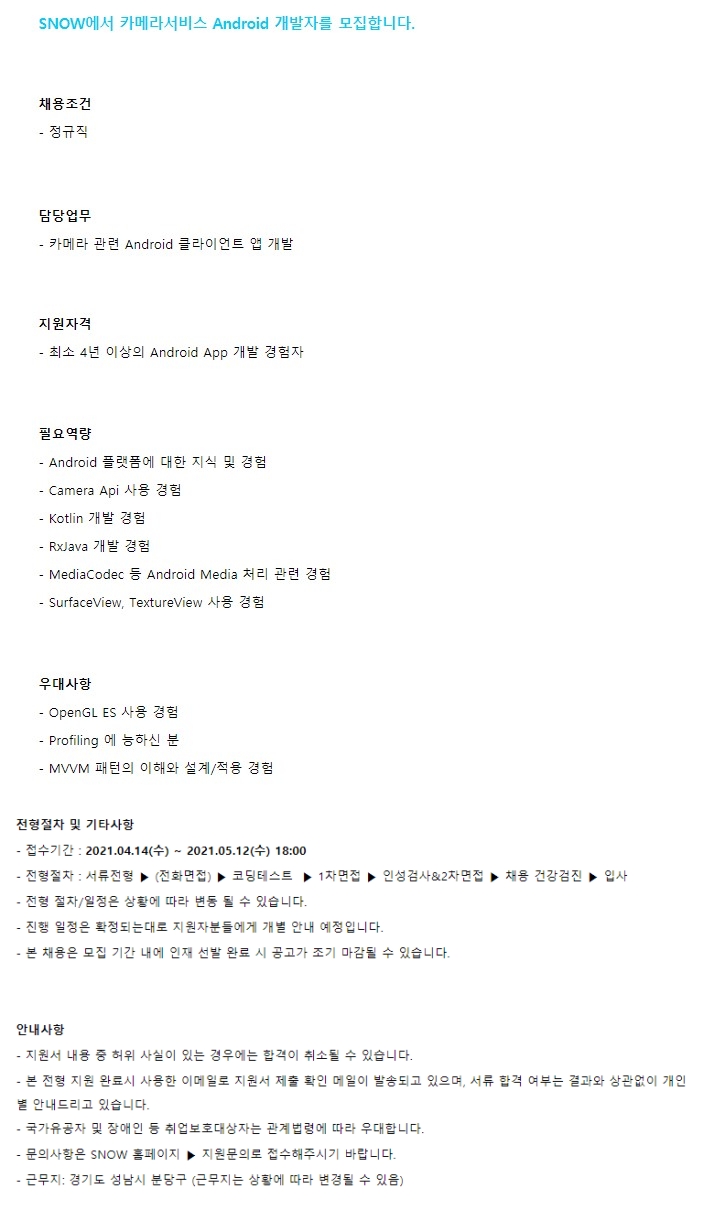 SNOW에서 카메라서비스 Android 개발자를 모집합니다.
채용조건
- 정규직
담당업무
- 카메라 관련 Android 클라이언트 앱 개발
지원자격
- 최소 4년 이상의 Android App 개발 경험자
필요역량
- Android 플랫폼에 대한 지식 및 경험
- Camera Api 사용 경험
- Kotlin 개발 경험
- RxJava 개발 경험
- MediaCodec 등 Android Media 처리 관련 경험
- SurfaceView, TextureView 사용 경험
우대사항
- OpenGL ES 사용 경험
- Profiling 에 능하신 분
- MVVM 패턴의 이해와 설계/적용 경험
전형절차 및 기타사항
- 접수기간 : 2021.04.14(수) ~ 2021.05.12(수) 18:00
- 전형절차 : 서류전형 ▶ (전화면접) ▶ 코딩테스트 ▶ 1차면접 ▶ 인성검사&2차면접 ▶ 채용 건강검진 ▶ 입사
- 전형 절차/일정은 상황에 따라 변동 될 수 있습니다.
- 진행 일정은 확정되는대로 지원자분들에게 개별 안내 예정입니다.
- 본 채용은 모집 기간 내에 인재 선발 완료 시 공고가 조기 마감될 수 있습니다.
안내사항
- 지원서 내용 중 허위 사실이 있는 경우에는 합격이 취소될 수 있습니다.
- 본 전형 지원 완료시 사용한 이메일로 지원서 제출 확인 메일이 발송되고 있으며, 서류 합격 여부는 결과와 상관없이 개인
별 안내드리고 있습니다.
- 국가유공자 및 장애인 등 취업보호대상자는 관계법령에 따라 우대합니다.
- 문의사항은 SNOW 홈페이지 ▶ 지원문의로 접수해주시기 바랍니다.
- 근무지: 경기도 성남시 분당구 (근무지는 상황에 따라 변경될 수 있음)